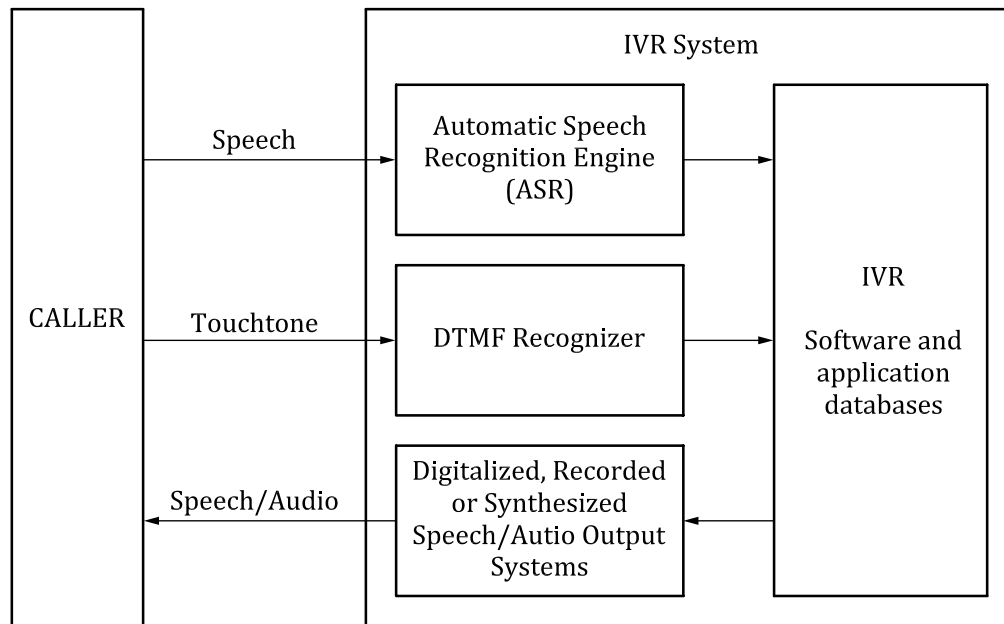 IVR System
CALLER
Speech
Automatic Speech
Recognition Engine
(ASR)
Touchtone
DTMF Recognizer
Speech/Audio
Digitalized, Recorded
or Synthesized
Speech/Autio Output
Systems
IVR
Software and
application
databases